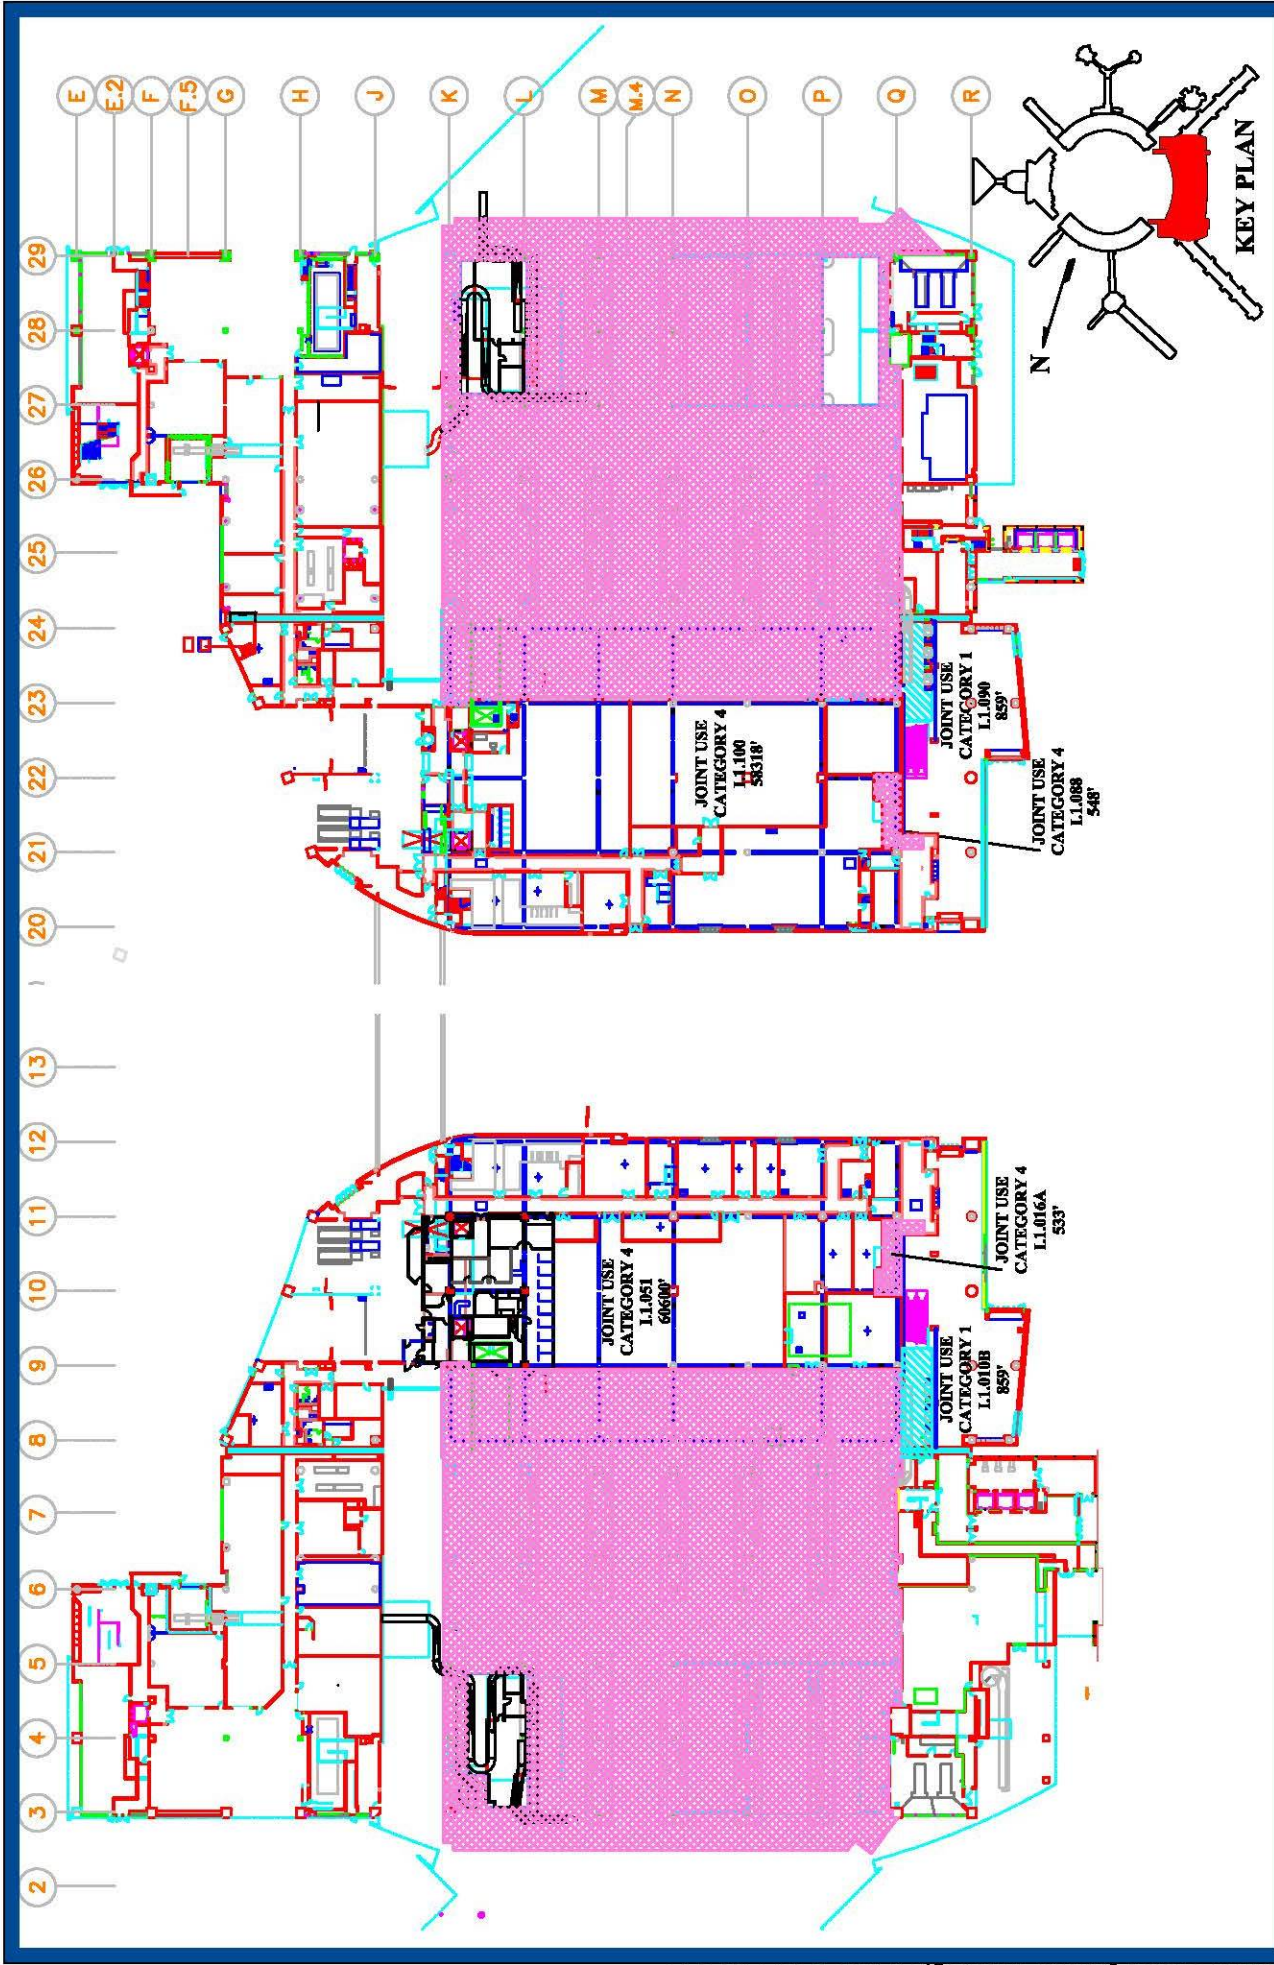 E
E.2
F
F.5
G
H
J
K
L
M
M.4
N
O
P
Q
R
29
28
27
26
25
24
23
22
21
20
13
12
11
10
9
8
7
6
5
4
3
2
KEY PLAN
N
JOINT USE
CATEGORY 1
L1.090
859'
JOINT USE
CATEGORY 4
L1.100
58318'
JOINT USE
CATEGORY 4
L1.088
548'
JOINT USE
CATEGORY 4
L1.016A
533'
JOINT USE
CATEGORY 4
L1.051
60600'
JOINT USE
CATEGORY 1
L1.010B
859'